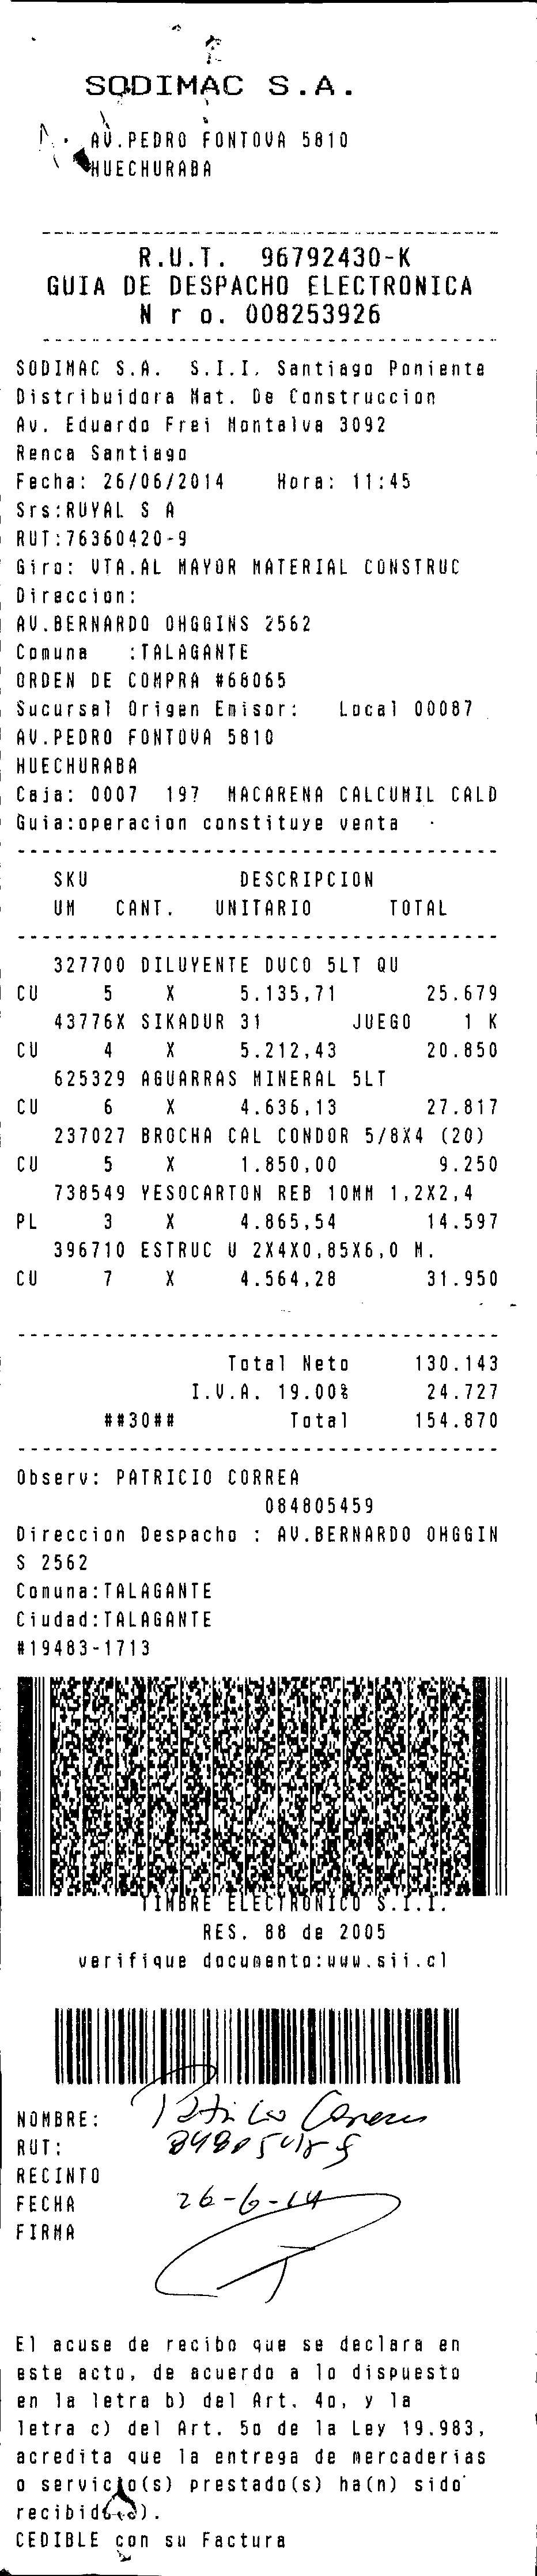 SODIMAC S.A.
AV.PEDRO FONTOVA 5810
HUECHURABA
R.U.T. 96792430-K
GUIA DE DESPACHO ELECTRONICA
N r o. 008253926
SODIMAC S.A. S.I.I. Santiago Poniente
Distribuidora Mat. De Construccion
Av. Eduardo Frei Montalva 3092
Renca Santiago
Fecha: 26/06/2014 Hora: 11:45
Srs:RUYAL S A
RUT:76360420-9
Giro: VTA.AL MAYOR MATERIAL CONSTRUC
Direccion:
AV.BERNARDO OHGGINS 2562
Comuna :TALAGANTE
ORDEN DE COMPRA #68065
Sucursal Origen Emisor: Local 00087
AV.PEDRO FONTOVA 5810
HUECHURABA
Caja: 0007 197 MACARENA CALCUMIL CALD
Guia:operacion constituye venta
SKU DESCRIPCION
UM CANT. UNITARIO TOTAL
327700 DILUYENTE DUCO 5LT QU
CU 5 X 5.135,71 25.679
43776X SIKADUR 31 JUEGO 1 K
CU 4 X 5.212,43 20.850
625329 AGUARRAS MINERAL 5LT
CU 6 X 4.636,13 27.817
237027 BROCHA CAL CONDOR 5/8X4 (20)
CU 5 X 1.850,00 9.250
738549 YESOCARTON REB 10MM 1,2X2,4
PL 3 X 4.865,54 14.597
396710 ESTRUC U 2X4X0,85X6,0 M.
CU 7 X 4.564,28 31.950
Total Neto 130.143
I.V.A. 19.00% 24.727
##30## Total 154.870
Observ: PATRICIO CORREA
084805459
Direccion Despacho : AV.BERNARDO OHGGIN
S 2562
Comuna:TALAGANTE
Ciudad:TALAGANTE
#19483-1713
TIMBRE ELECTRONICO S.I.I.
RES. 88 de 2005
verifique documento:www.sii.cl
NOMBRE: Patricio Correa
RUT:
RECINTO
FECHA 26-6-14
FIRMA
El acuse de recibo que se declara en
este acto, de acuerdo a lo dispuesto
en la letra b) del Art. 4o, y la
letra c) del Art. 5o de la Ley 19.983,
acredita que la entrega de mercaderias
o servicio(s) prestado(s) ha(n) sido
recibido(s).
CEDIBLE con su Factura